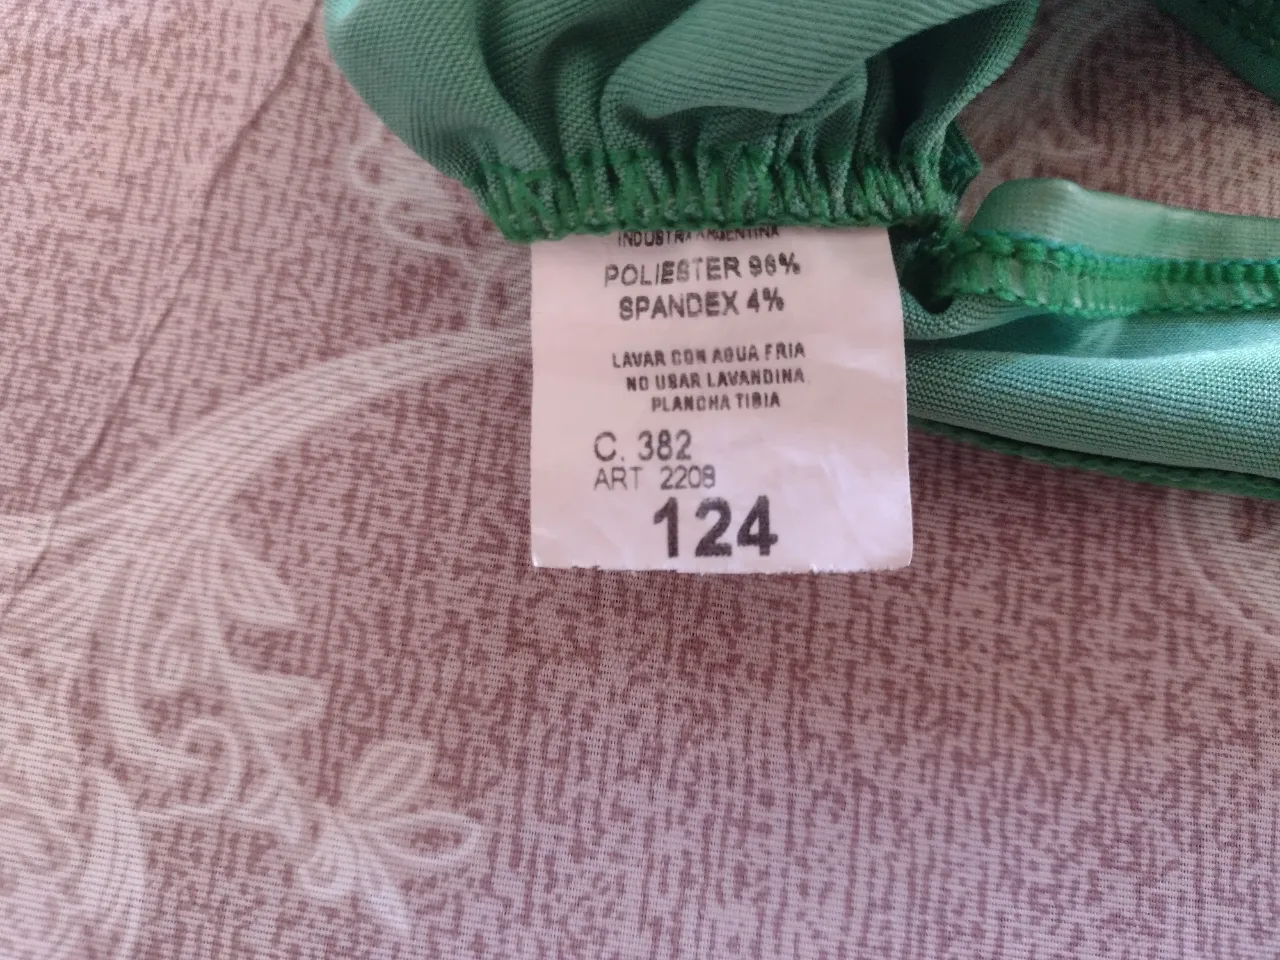 INDUSTRIA ARGENTINA
POLIESTER 96%
SPANDEX 4%
LAVAR CON AGUA FRIA
NO USAR LAVANDINA
PLANCHA TIBIA
C. 382
ART 2208
124